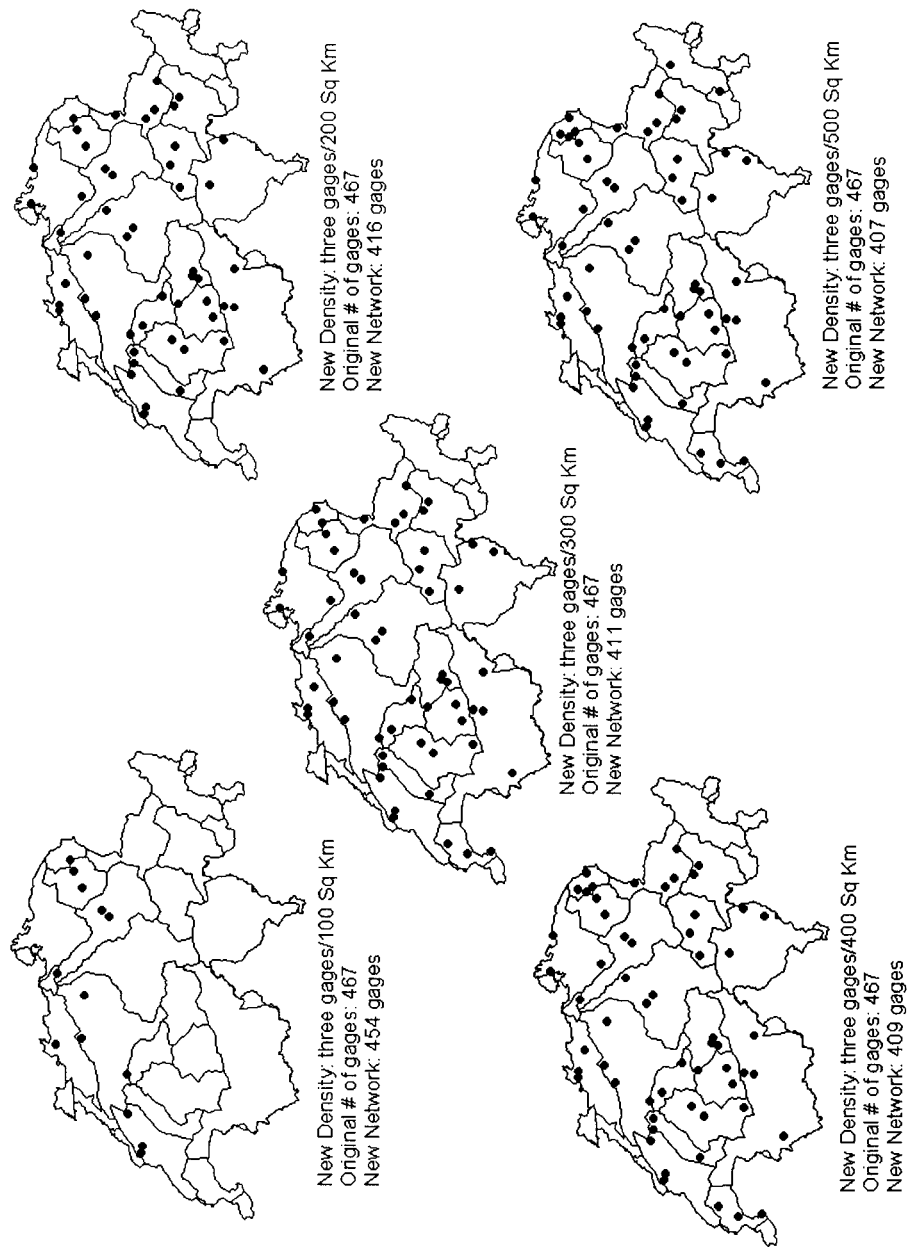 New Density: three gages/100 Sq Km
Original # of gages: 467
New Network: 454 gages
New Density: three gages/200 Sq Km
Original # of gages: 467
New Network: 416 gages
New Density: three gages/300 Sq Km
Original # of gages: 467
New Network: 411 gages
New Density: three gages/400 Sq Km
Original # of gages: 467
New Network: 409 gages
New Density: three gages/500 Sq Km
Original # of gages: 467
New Network: 407 gages